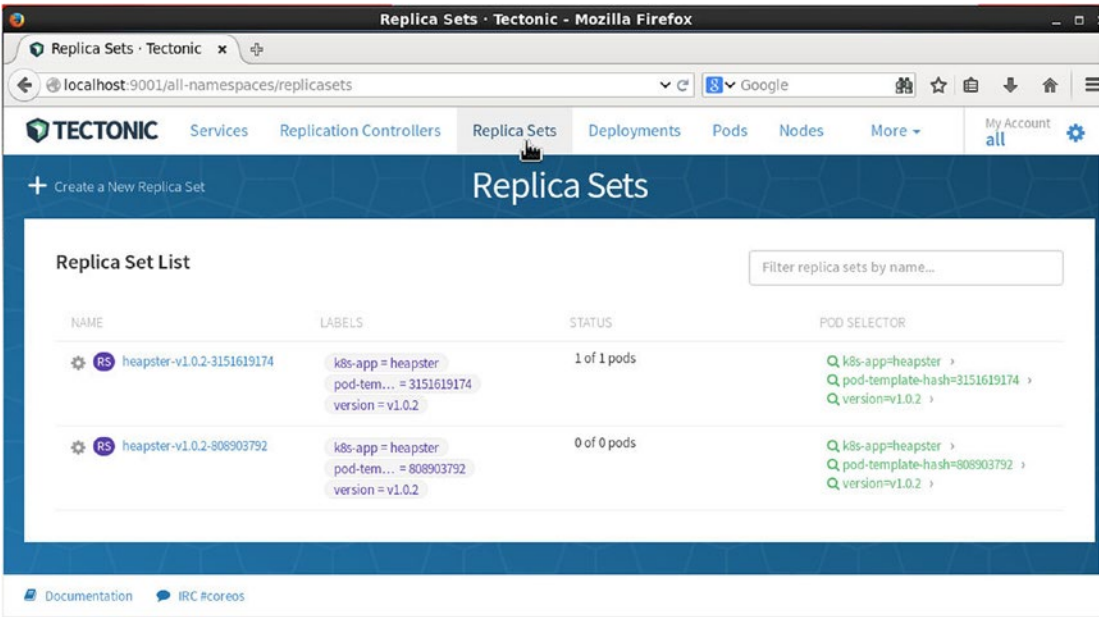 Replica Sets · Tectonic - Mozilla Firefox
Replica Sets · Tectonic
localhost:9001/all-namespaces/replicasets
Google
TECTONIC Services Replication Controllers Replica Sets Deployments Pods Nodes More My Account all
Create a New Replica Set
Replica Sets
Replica Set List
Filter replica sets by name...
NAME LABELS STATUS POD SELECTOR
RS heapster-v1.0.2-3151619174 k8s-app = heapster 1 of 1 pods k8s-app=heapster
pod-tem... = 3151619174 pod-template-hash=3151619174
version = v1.0.2 version=v1.0.2
RS heapster-v1.0.2-808903792 k8s-app = heapster 0 of 0 pods k8s-app=heapster
pod-tem... = 808903792 pod-template-hash=808903792
version = v1.0.2 version=v1.0.2
Documentation IRC #coreos